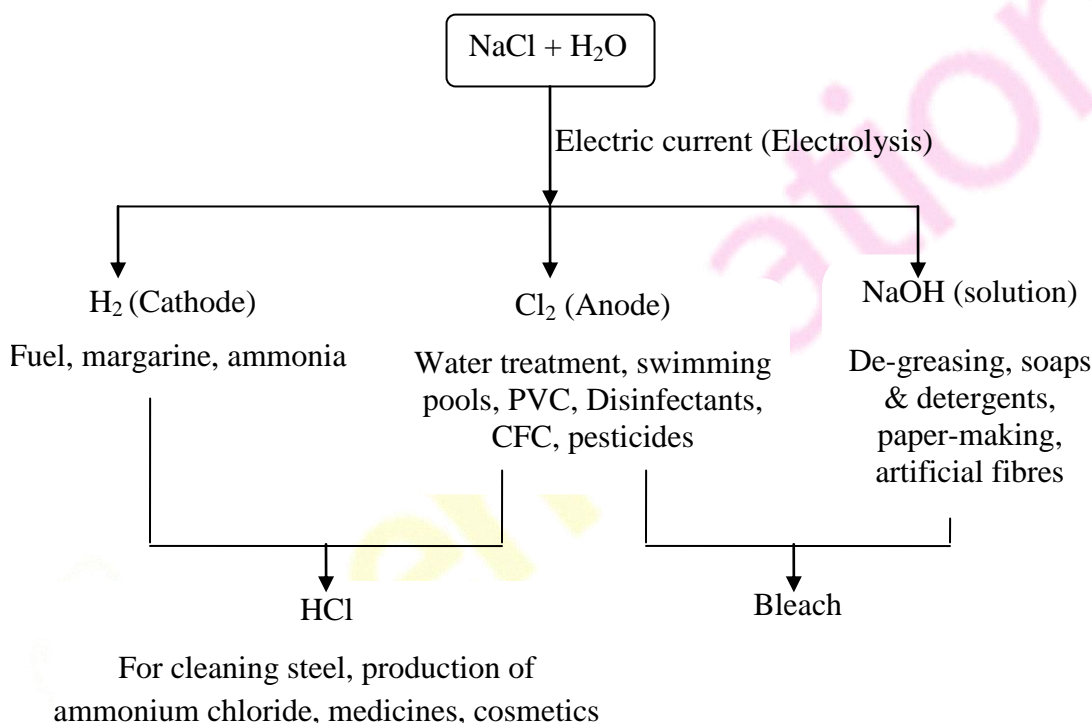 NaCl + H₂O
Electric current (Electrolysis)
H₂ (Cathode)
Fuel, margarine, ammonia
Cl₂ (Anode)
Water treatment, swimming
pools, PVC, Disinfectants,
CFC, pesticides
NaOH (solution)
De-greasing, soaps
& detergents,
paper-making,
artificial fibres
HCl
For cleaning steel, production of
ammonium chloride, medicines, cosmetics
Bleach